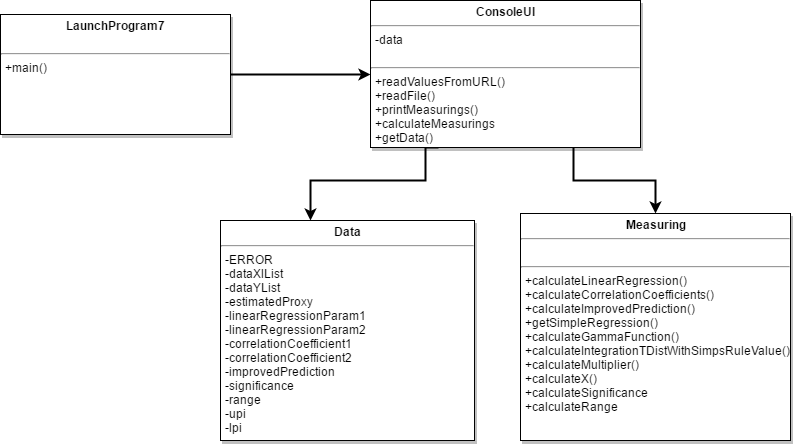 LaunchProgram7
+main()
ConsoleUI
-data
+readValuesFromURL()
+readFile()
+printMeasurings()
+calculateMeasurings
+getData()
Data
-ERROR
-dataXIList
-dataYList
-estimatedProxy
-linearRegressionParam1
-linearRegressionParam2
-correlationCoefficient1
-correlationCoefficient2
-improvedPrediction
-significance
-range
-upi
-lpi
Measuring
+calculateLinearRegression()
+calculateCorrelationCoefficients()
+calculateImprovedPrediction()
+getSimpleRegression()
+calculateGammaFunction()
+calculateIntegrationTDistWithSimpsRuleValue()
+calculateMultiplier()
+calculateX()
+calculateSignificance
+calculateRange